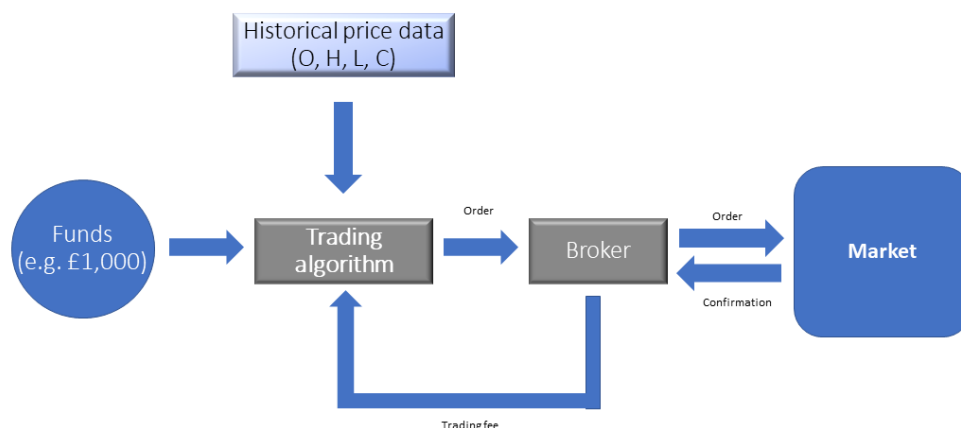 Historical price data
(O, H, L, C)
Funds
(e.g. £1,000)
Trading
algorithm
Order
Broker
Order
Confirmation
Market
Trading fee